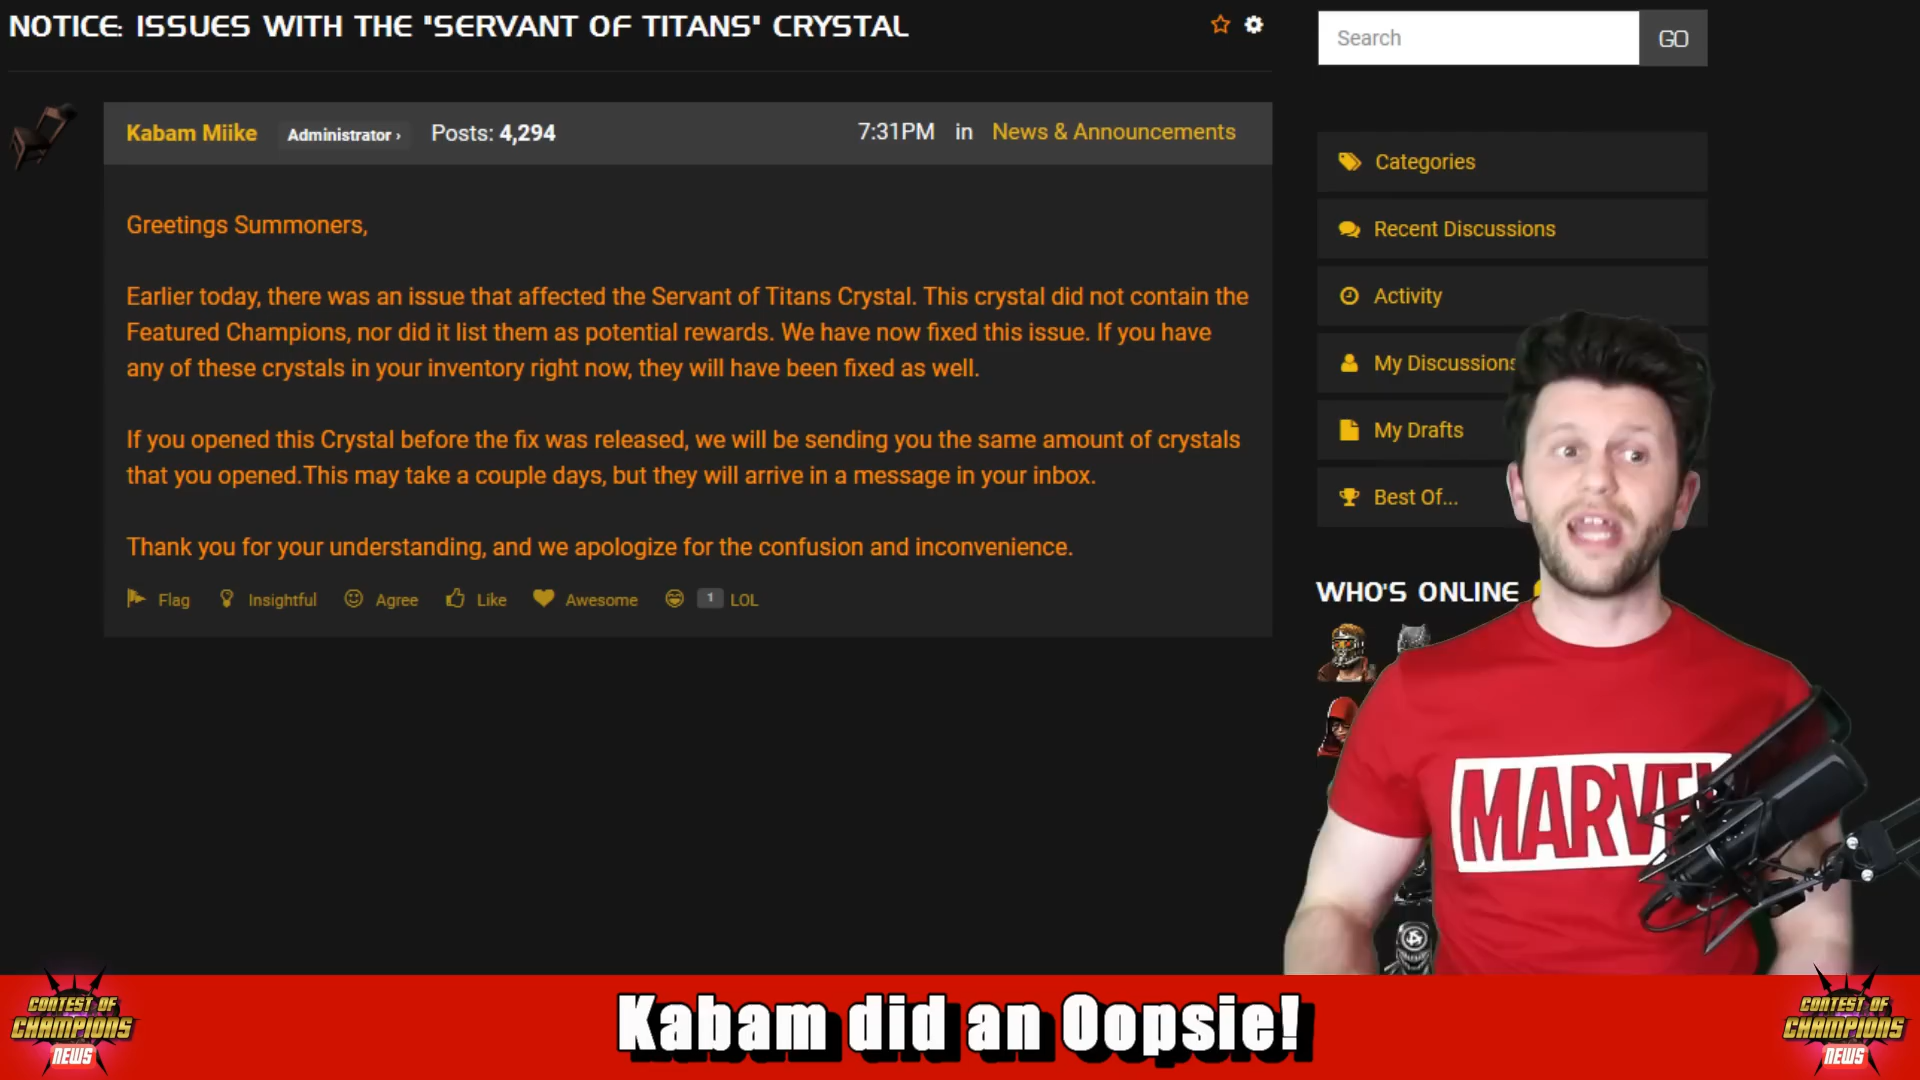 NOTICE: ISSUES WITH THE "SERVANT OF TITANS" CRYSTAL
Kabam Miike Administrator › Posts: 4,294 7:31PM in News & Announcements
Greetings Summoners,
Earlier today, there was an issue that affected the Servant of Titans Crystal. This crystal did not contain the
Featured Champions, nor did it list them as potential rewards. We have now fixed this issue. If you have
any of these crystals in your inventory right now, they will have been fixed as well.
If you opened this Crystal before the fix was released, we will be sending you the same amount of crystals
that you opened.This may take a couple days, but they will arrive in a message in your inbox.
Thank you for your understanding, and we apologize for the confusion and inconvenience.
Flag Insightful Agree Like Awesome 1 LOL
Search GO
Categories
Recent Discussions
Activity
My Discussions
My Drafts
Best Of...
WHO'S ONLINE
MARVEL
CONTEST OF
CHAMPIONS
NEWS
Kabam did an Oopsie!
CONTEST OF
CHAMPIONS
NEWS